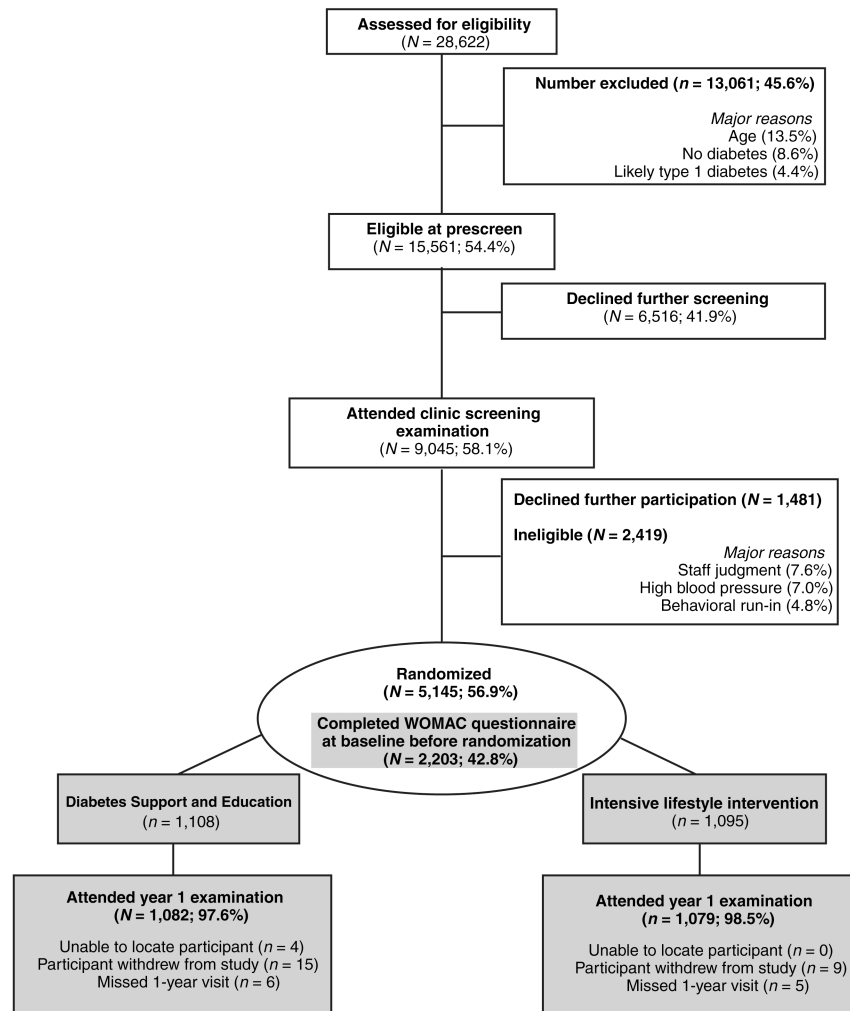 Assessed for eligibility
(N = 28,622)
Number excluded (n = 13,061; 45.6%)
Major reasons
Age (13.5%)
No diabetes (8.6%)
Likely type 1 diabetes (4.4%)
Eligible at prescreen
(N = 15,561; 54.4%)
Declined further screening
(N = 6,516; 41.9%)
Attended clinic screening
examination
(N = 9,045; 58.1%)
Declined further participation (N = 1,481)
Ineligible (N = 2,419)
Major reasons
Staff judgment (7.6%)
High blood pressure (7.0%)
Behavioral run-in (4.8%)
Randomized
(N = 5,145; 56.9%)
Completed WOMAC questionnaire
at baseline before randomization
(N = 2,203; 42.8%)
Diabetes Support and Education
(n = 1,108)
Intensive lifestyle intervention
(n = 1,095)
Attended year 1 examination
(N = 1,082; 97.6%)
Unable to locate participant (n = 4)
Participant withdrew from study (n = 15)
Missed 1-year visit (n = 6)
Attended year 1 examination
(n = 1,079; 98.5%)
Unable to locate participant (n = 0)
Participant withdrew from study (n = 9)
Missed 1-year visit (n = 5)